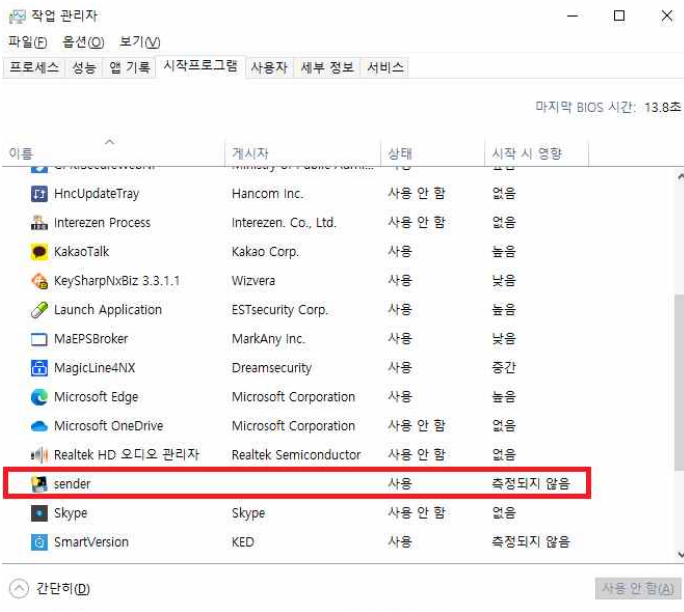 작업 관리자
파일(F) 옵션(O) 보기(V)
프로세스 성능 앱 기록 시작프로그램 사용자 세부 정보 서비스
마지막 BIOS 시간: 13.8초
이름 게시자 상태 시작 시 영향
HncUpdateTray Hancom Inc. 사용 안 함 없음
Interezen Process Interezen. Co., Ltd. 사용 안 함 없음
KakaoTalk Kakao Corp. 사용 높음
KeySharpNxBiz 3.3.1.1 Wizvera 사용 낮음
Launch Application ESTsecurity Corp. 사용 높음
MaEPSBroker MarkAny Inc. 사용 낮음
MagicLine4NX Dreamsecurity 사용 중간
Microsoft Edge Microsoft Corporation 사용 높음
Microsoft OneDrive Microsoft Corporation 사용 안 함 없음
Realtek HD 오디오 관리자 Realtek Semiconductor 사용 안 함 없음
sender 사용 측정되지 않음
Skype Skype 사용 안 함 없음
SmartVersion KED 사용 측정되지 않음
간단히(D) 사용 안 함(A)